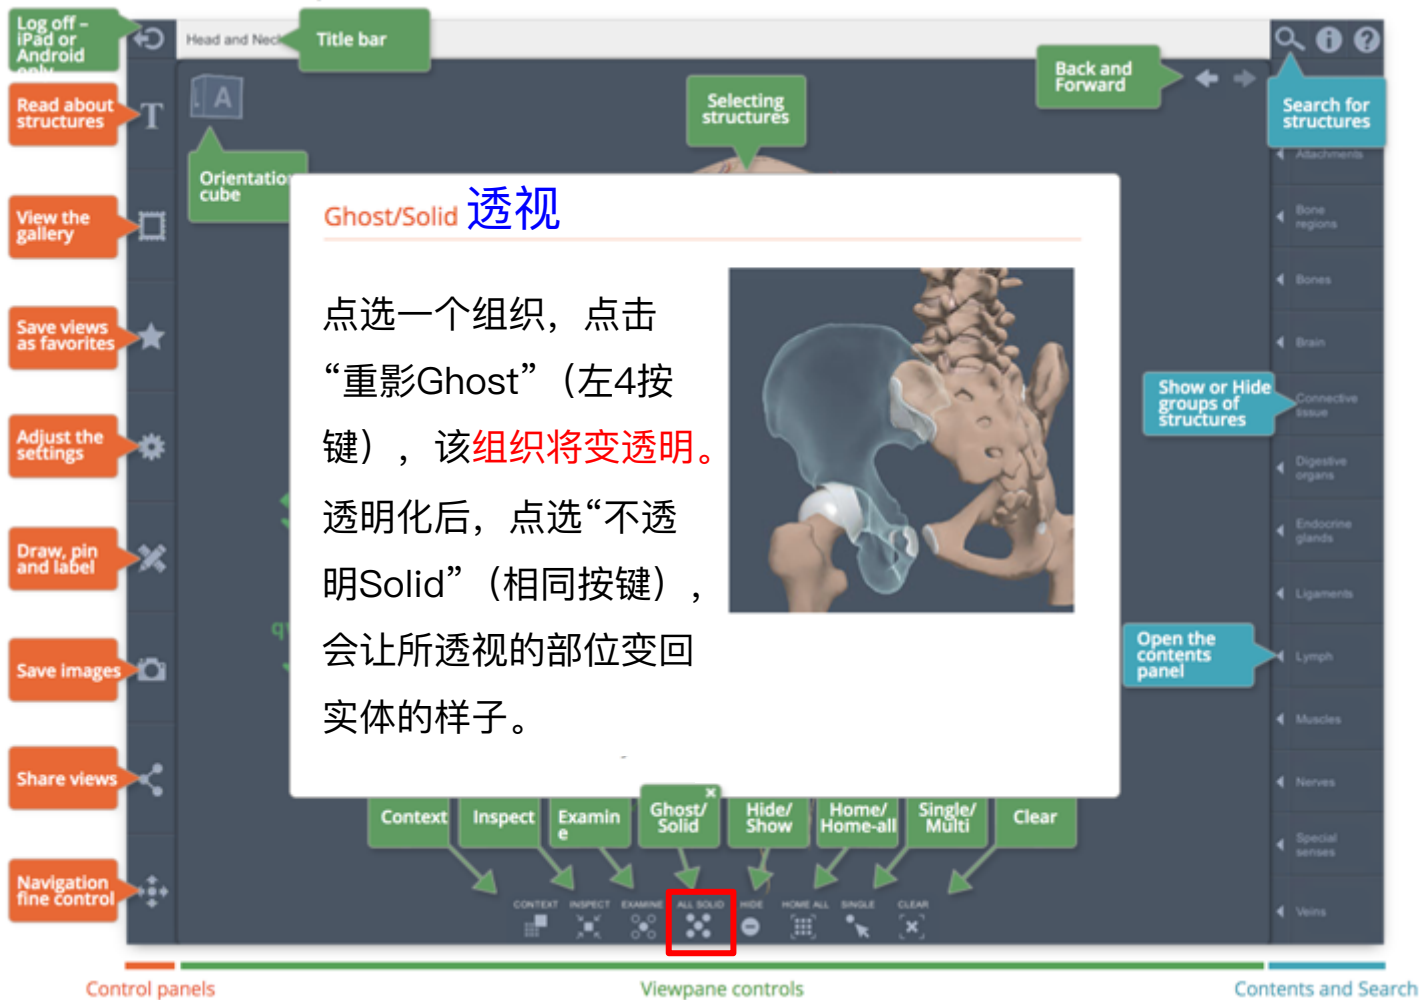 Log off –
iPad or
Android
only
Head and Neck
Title bar
Back and
Forward
Read about
structures
T
A
Selecting
structures
Search for
structures
Attachments
Orientation
cube
View the
gallery
Bone
regions
Ghost/Solid 透视
Bones
点选一个组织，点击
“重影Ghost”（左4按
键），该组织将变透明。
透明化后，点选“不透
明Solid”（相同按键），
会让所透视的部位变回
实体的样子。
Save views
as favorites
Brain
Show or Hide
groups of
structures
Connective
tissue
Adjust the
settings
Digestive
organs
Endocrine
glands
Draw, pin
and label
Ligaments
Open the
contents
panel
Lymph
Save images
Muscles
Share views
Nerves
Context
Inspect
Examin
e
Ghost/
Solid
Hide/
Show
Home/
Home-all
Single/
Multi
Clear
Special
senses
Navigation
fine control
CONTEXT
INSPECT
EXAMINE
ALL SOLID
HIDE
HOME ALL
SINGLE
CLEAR
Veins
Control panels
Viewpane controls
Contents and Search